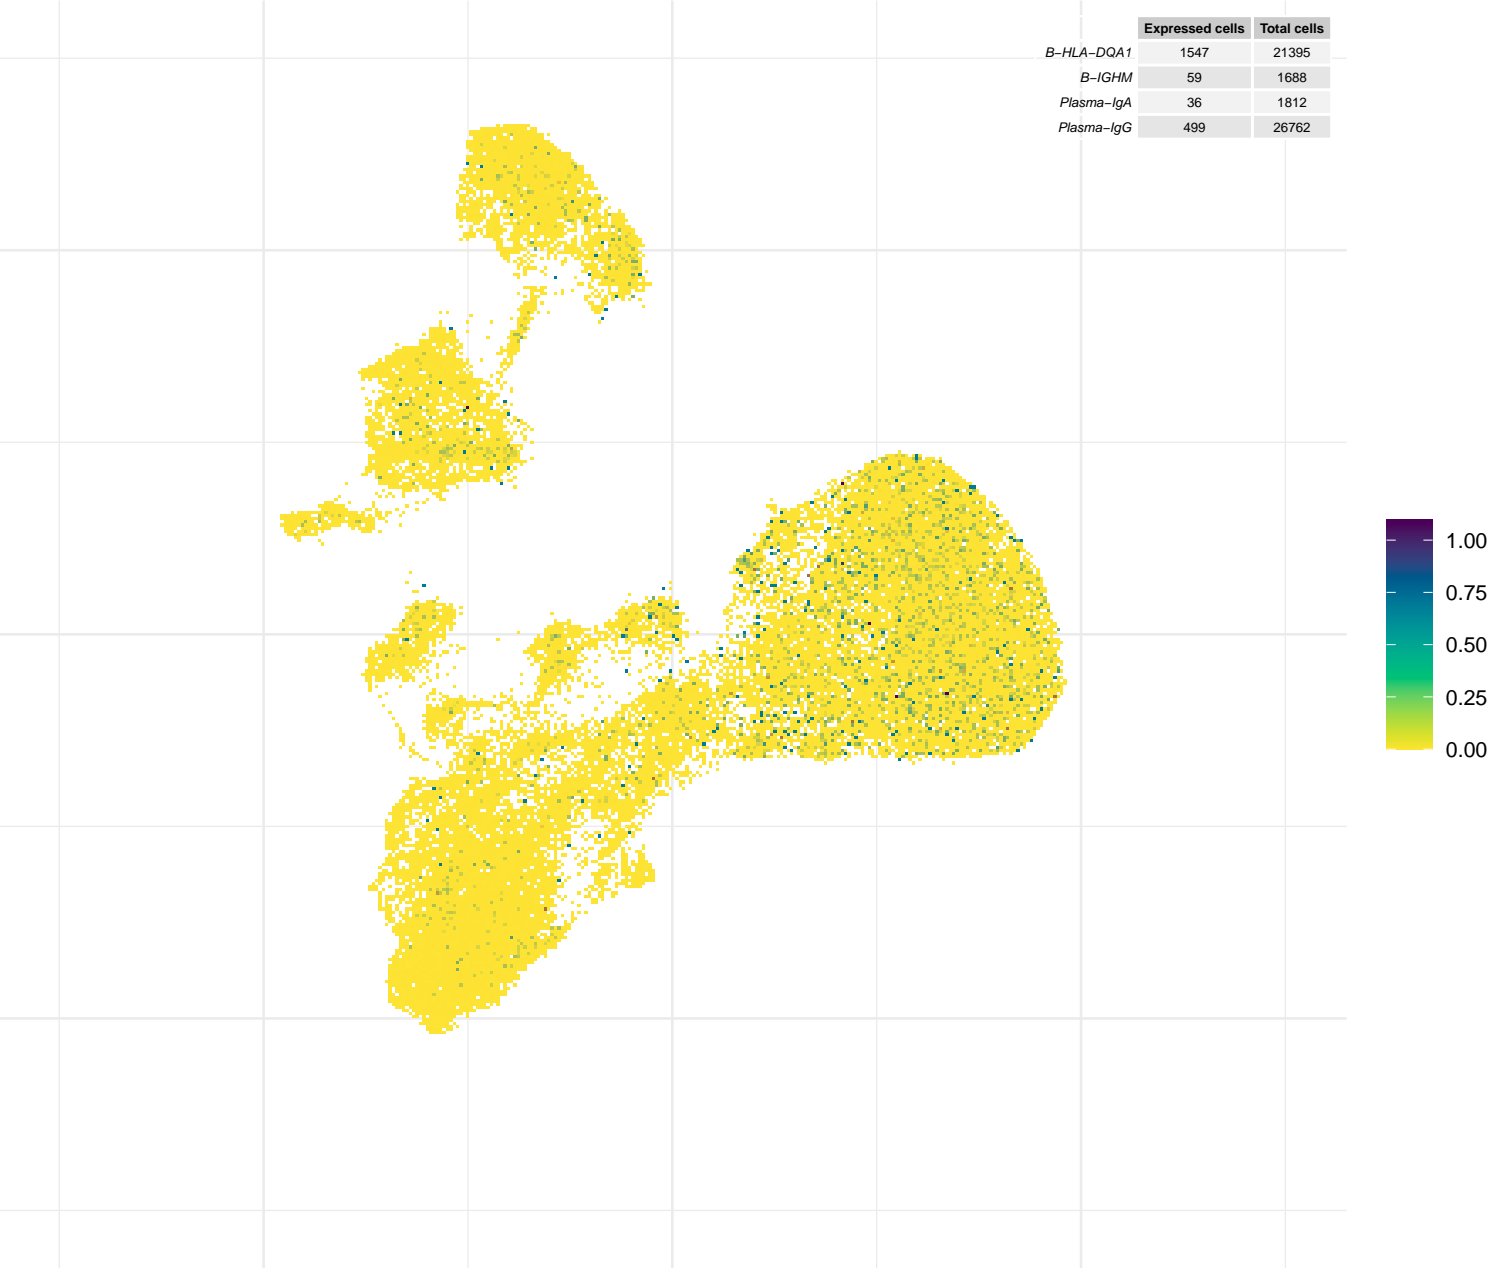 Expressed cells Total cells
B−HLA−DQA1 1547 21395
B−IGHM 59 1688
Plasma−IgA 36 1812
Plasma−IgG 499 26762
1.00
0.75
0.50
0.25
0.00